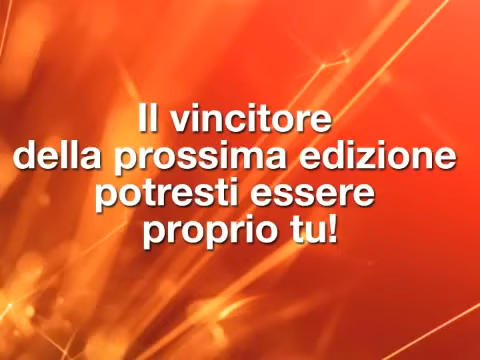 Il vincitore
della prossima edizione
potresti essere
proprio tu!